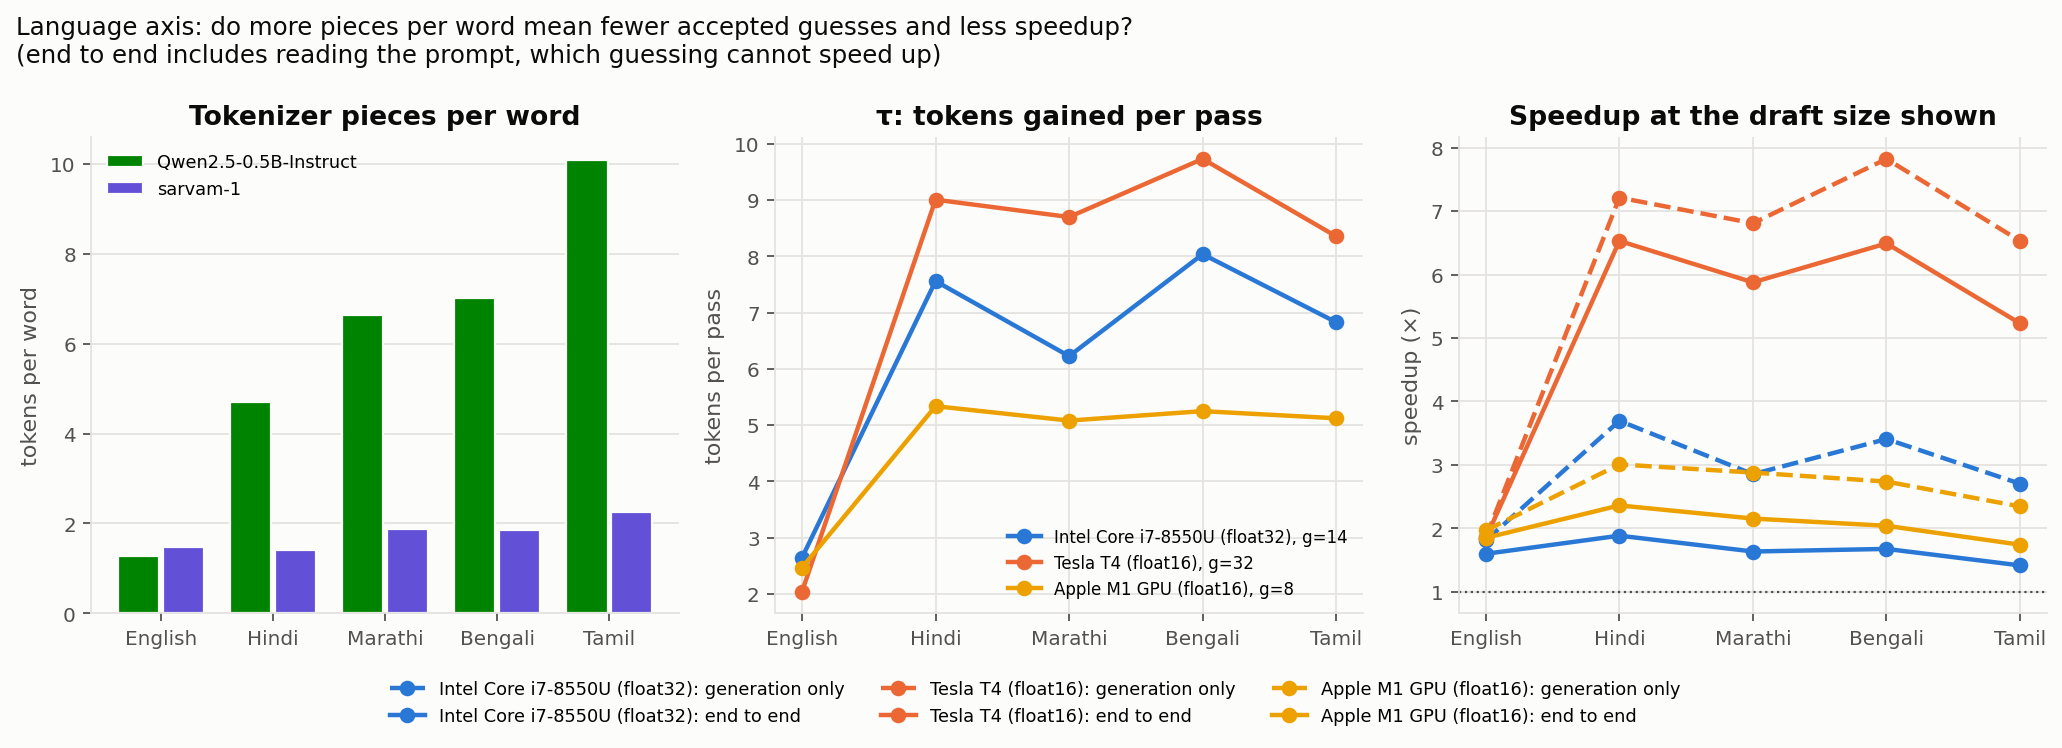 Language axis: do more pieces per word mean fewer accepted guesses and less speedup?
(end to end includes reading the prompt, which guessing cannot speed up)
Tokenizer pieces per word
tokens per word
10
8
6
4
2
0
Qwen2.5-0.5B-Instruct
sarvam-1
English Hindi Marathi Bengali Tamil
τ: tokens gained per pass
tokens per pass
10
9
8
7
6
5
4
3
2
Intel Core i7-8550U (float32), g=14
Tesla T4 (float16), g=32
Apple M1 GPU (float16), g=8
English Hindi Marathi Bengali Tamil
Speedup at the draft size shown
speedup (×)
8
7
6
5
4
3
2
1
English Hindi Marathi Bengali Tamil
Intel Core i7-8550U (float32): generation only
Intel Core i7-8550U (float32): end to end
Tesla T4 (float16): generation only
Tesla T4 (float16): end to end
Apple M1 GPU (float16): generation only
Apple M1 GPU (float16): end to end